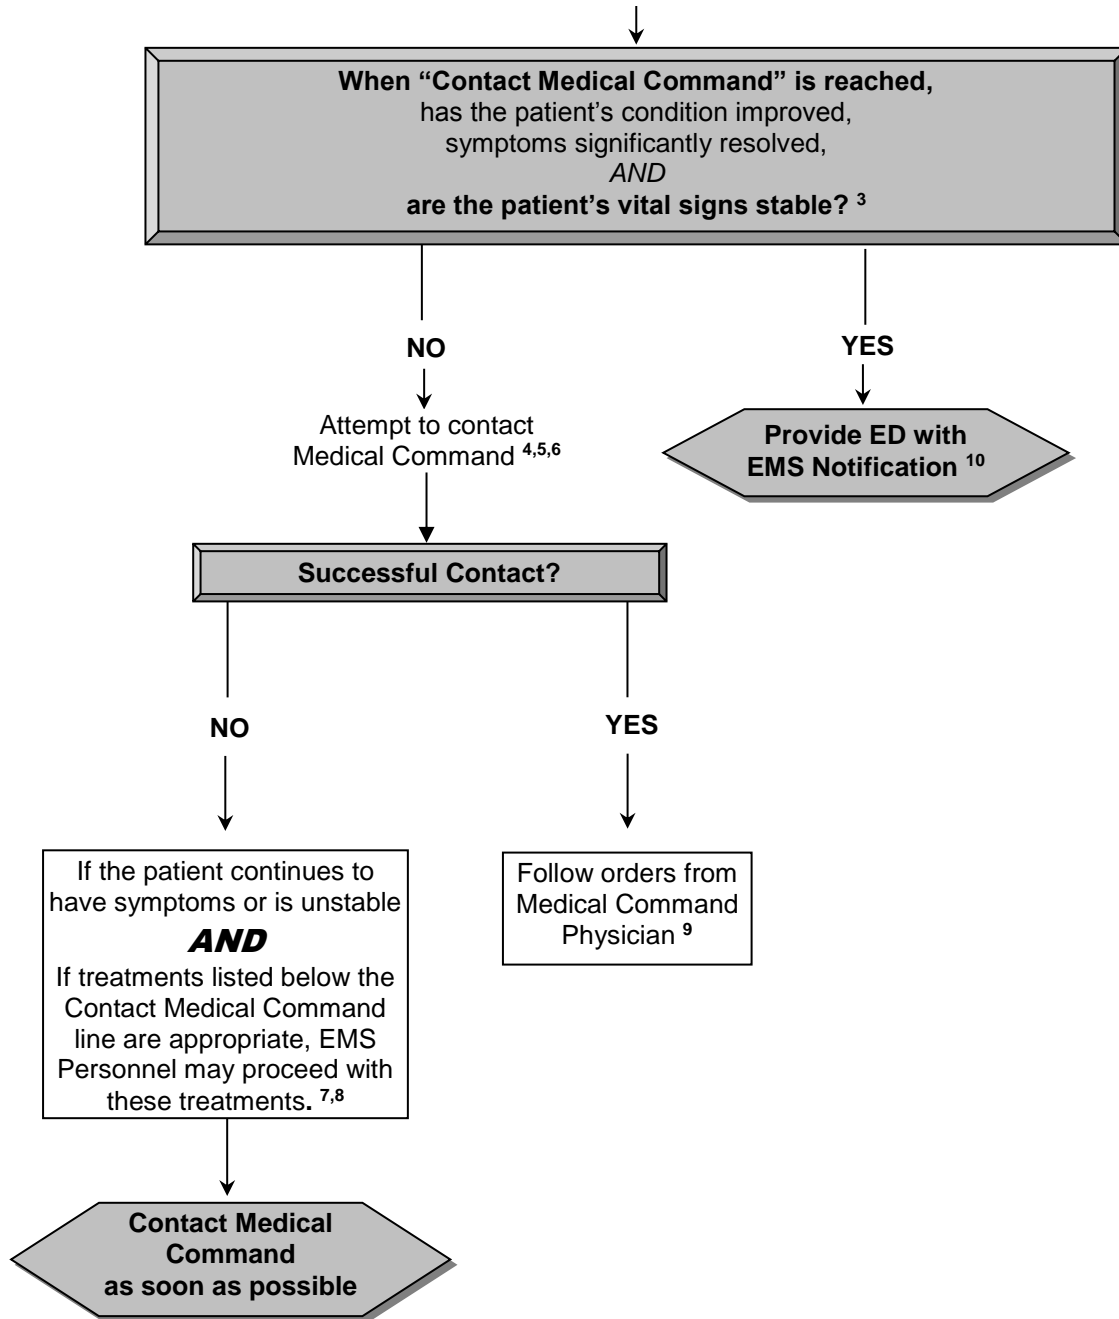 When “Contact Medical Command” is reached,
has the patient’s condition improved,
symptoms significantly resolved,
AND
are the patient’s vital signs stable? 3
NO
YES
Attempt to contact
Medical Command 4,5,6
Provide ED with
EMS Notification 10
Successful Contact?
NO
YES
If the patient continues to
have symptoms or is unstable
AND
If treatments listed below the
Contact Medical Command
line are appropriate, EMS
Personnel may proceed with
these treatments. 7,8
Follow orders from
Medical Command
Physician 9
Contact Medical
Command
as soon as possible